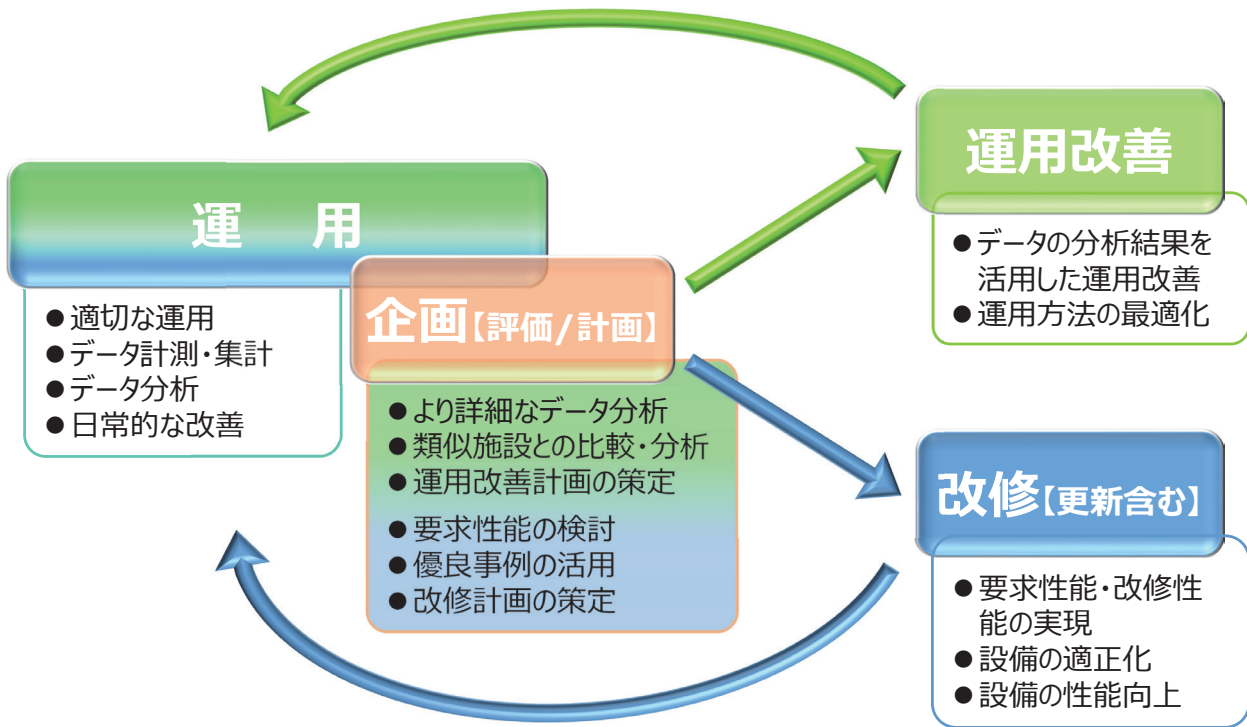 運　用
●適切な運用
●データ計測・集計
●データ分析
●日常的な改善
企画【評価/計画】
●より詳細なデータ分析
●類似施設との比較・分析
●運用改善計画の策定
●要求性能の検討
●優良事例の活用
●改修計画の策定
運用改善
●データの分析結果を
活用した運用改善
●運用方法の最適化
改修【更新含む】
●要求性能・改修性
能の実現
●設備の適正化
●設備の性能向上